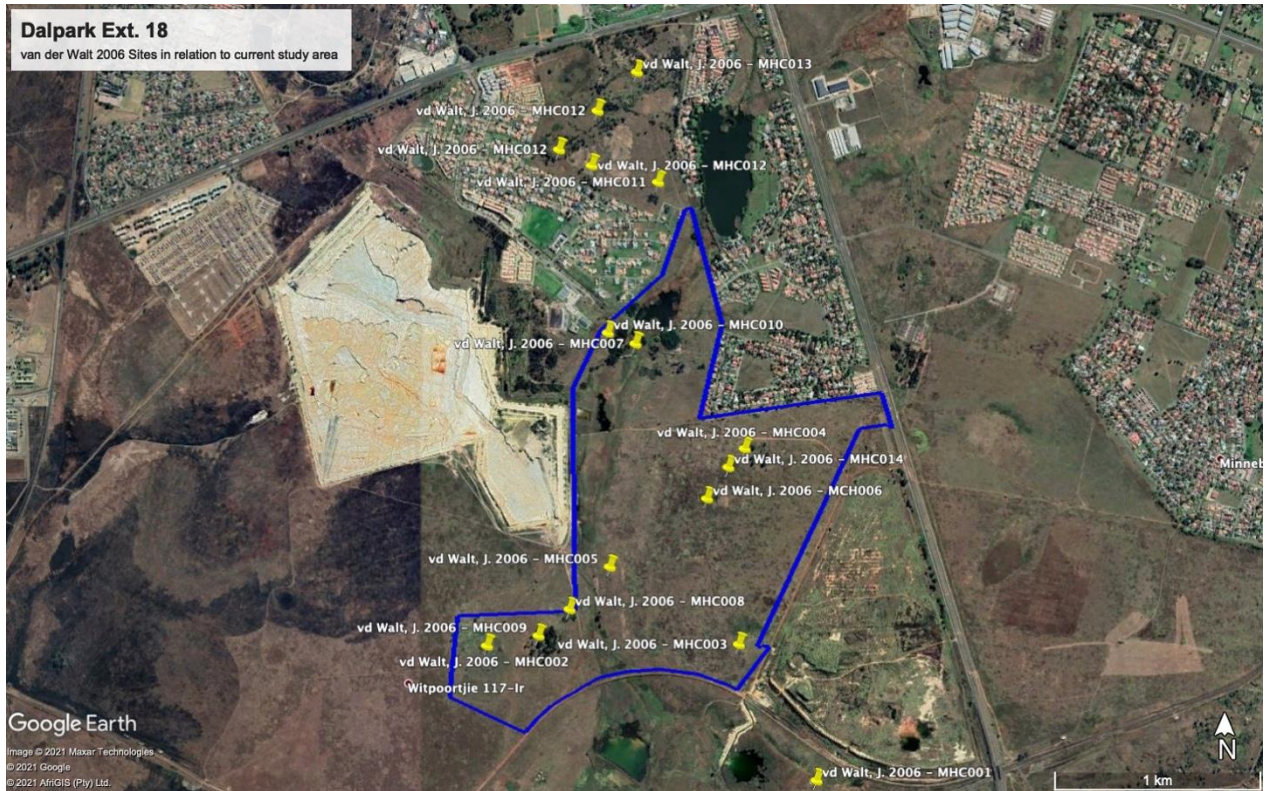 Dalpark Ext. 18
van der Walt 2006 Sites in relation to current study area
vd Walt, J. 2006 – MHC013
vd Walt, J. 2006 – MHC012
vd Walt, J. 2006 – MHC012
vd Walt, J. 2006 – MHC012
vd Walt, J. 2006 – MHC011
vd Walt, J. 2006 – MHC010
vd Walt, J. 2006 – MHC007
vd Walt, J. 2006 – MHC004
vd Walt, J. 2006 – MHC014
Minneb
vd Walt, J. 2006 – MCH006
vd Walt, J. 2006 – MHC005
vd Walt, J. 2006 – MHC008
vd Walt, J. 2006 – MHC009
vd Walt, J. 2006 – MHC003
vd Walt, J. 2006 – MHC002
Witpoortjie 117-Ir
Google Earth
Image © 2021 Maxar Technologies
© 2021 Google
© 2021 AfriGIS (Pty) Ltd.
vd Walt, J. 2006 – MHC001
N
1 km